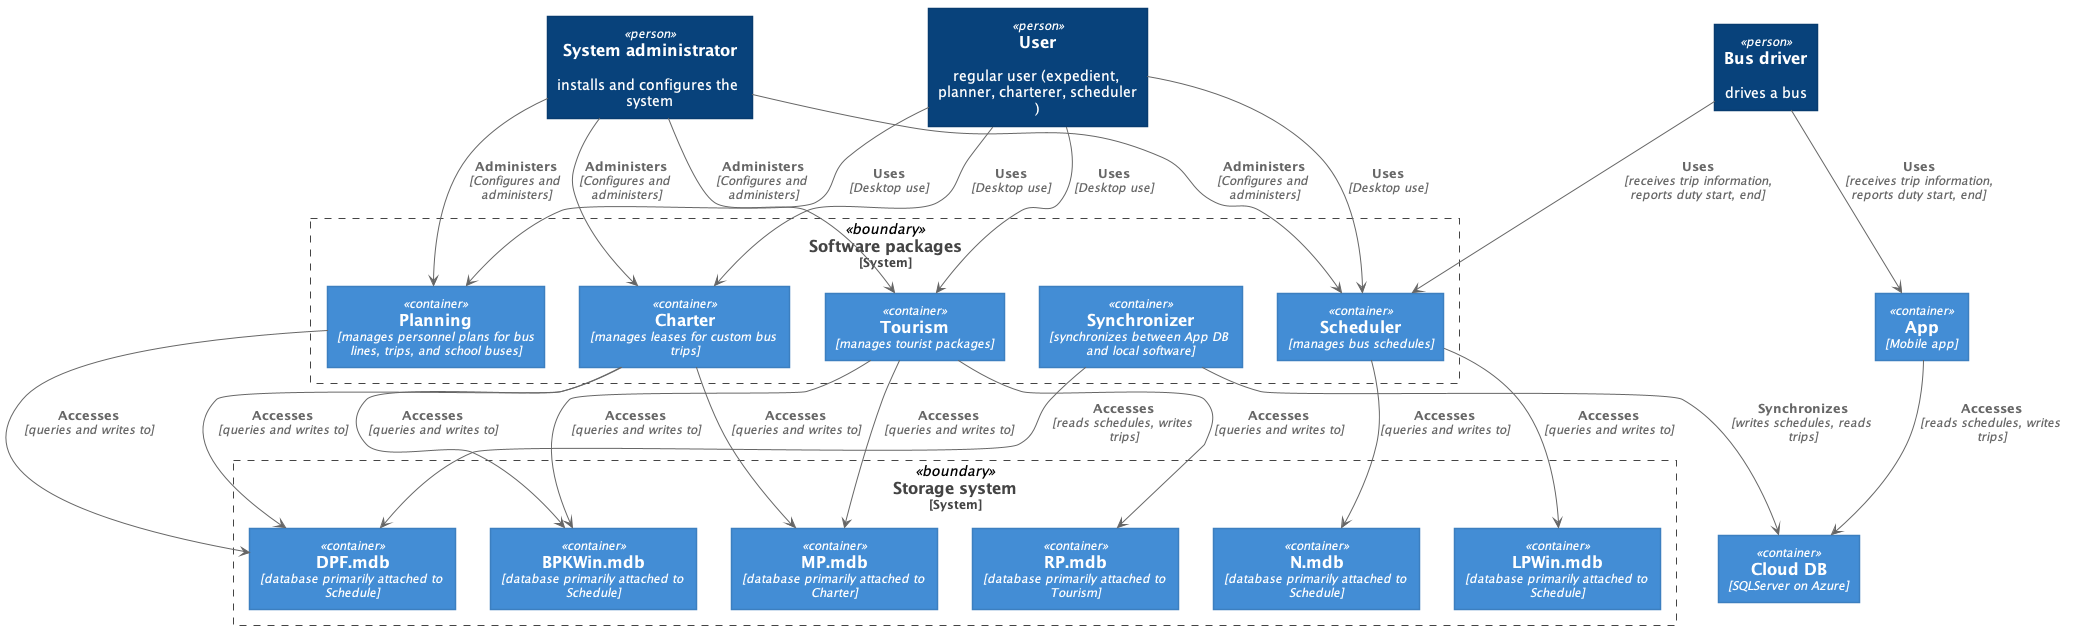 «person»
System administrator
installs and configures the
system
«person»
User
regular user (expedient,
planner, charterer, scheduler
)
«person»
Bus driver
drives a bus
Administers
[Configures and
administers]
Administers
[Configures and
administers]
Administers
[Configures and
administers]
Uses
[Desktop use]
Uses
[Desktop use]
Uses
[Desktop use]
Administers
[Configures and
administers]
Uses
[Desktop use]
Uses
[receives trip information,
reports duty start, end]
Uses
[receives trip information,
reports duty start, end]
«boundary»
Software packages
[System]
«container»
Planning
[manages personnel plans for bus
lines, trips, and school buses]
«container»
Charter
[manages leases for custom bus
trips]
«container»
Tourism
[manages tourist packages]
«container»
Synchronizer
[synchronizes between App DB
and local software]
«container»
Scheduler
[manages bus schedules]
«container»
App
[Mobile app]
Accesses
[queries and writes to]
Accesses
[queries and writes to]
Accesses
[queries and writes to]
Accesses
[queries and writes to]
Accesses
[queries and writes to]
Accesses
[queries and writes to]
Accesses
[reads schedules, writes
trips]
Accesses
[queries and writes to]
Accesses
[queries and writes to]
Accesses
[queries and writes to]
Synchronizes
[writes schedules, reads
trips]
Accesses
[reads schedules, writes
trips]
«boundary»
Storage system
[System]
«container»
DPF.mdb
[database primarily attached to
Schedule]
«container»
BPKWin.mdb
[database primarily attached to
Schedule]
«container»
MP.mdb
[database primarily attached to
Charter]
«container»
RP.mdb
[database primarily attached to
Tourism]
«container»
N.mdb
[database primarily attached to
Schedule]
«container»
LPWin.mdb
[database primarily attached to
Schedule]
«container»
Cloud DB
[SQLServer on Azure]